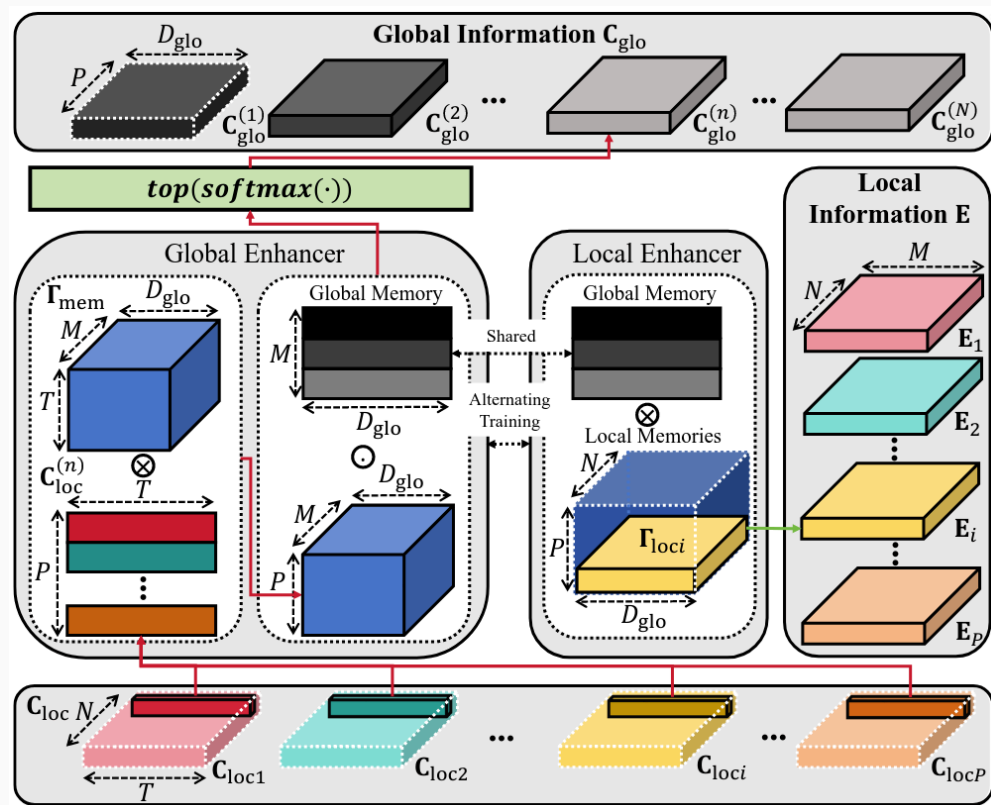 Global Information C_glo
D_glo
P
C_glo^(1)
C_glo^(2)
...
C_glo^(n)
...
C_glo^(N)
top(softmax(·))
Local
Information E
M
N
E_1
E_2
⋮
E_i
⋮
E_P
Global Enhancer
Γ_mem
D_glo
M
T
C_loc^(n)
⊗
T
P
⋮
Global Memory
M
D_glo
⊙
D_glo
M
P
Shared
Alternating
Training
Local Enhancer
Global Memory
⊗
Local Memories
N
P
Γ_loci
D_glo
C_loc
N
T
C_loc1
C_loc2
...
C_loci
...
C_locP